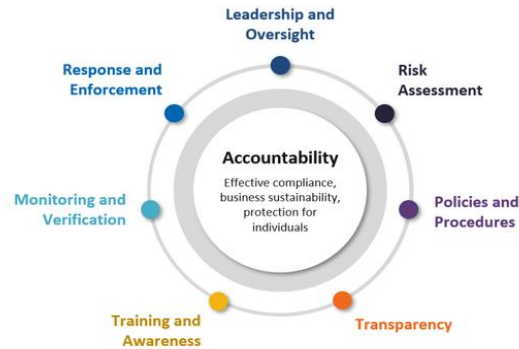 Leadership and
Oversight
Risk
Assessment
Policies and
Procedures
Transparency
Training and
Awareness
Monitoring and
Verification
Response and
Enforcement
Accountability
Effective compliance,
business sustainability,
protection for
individuals